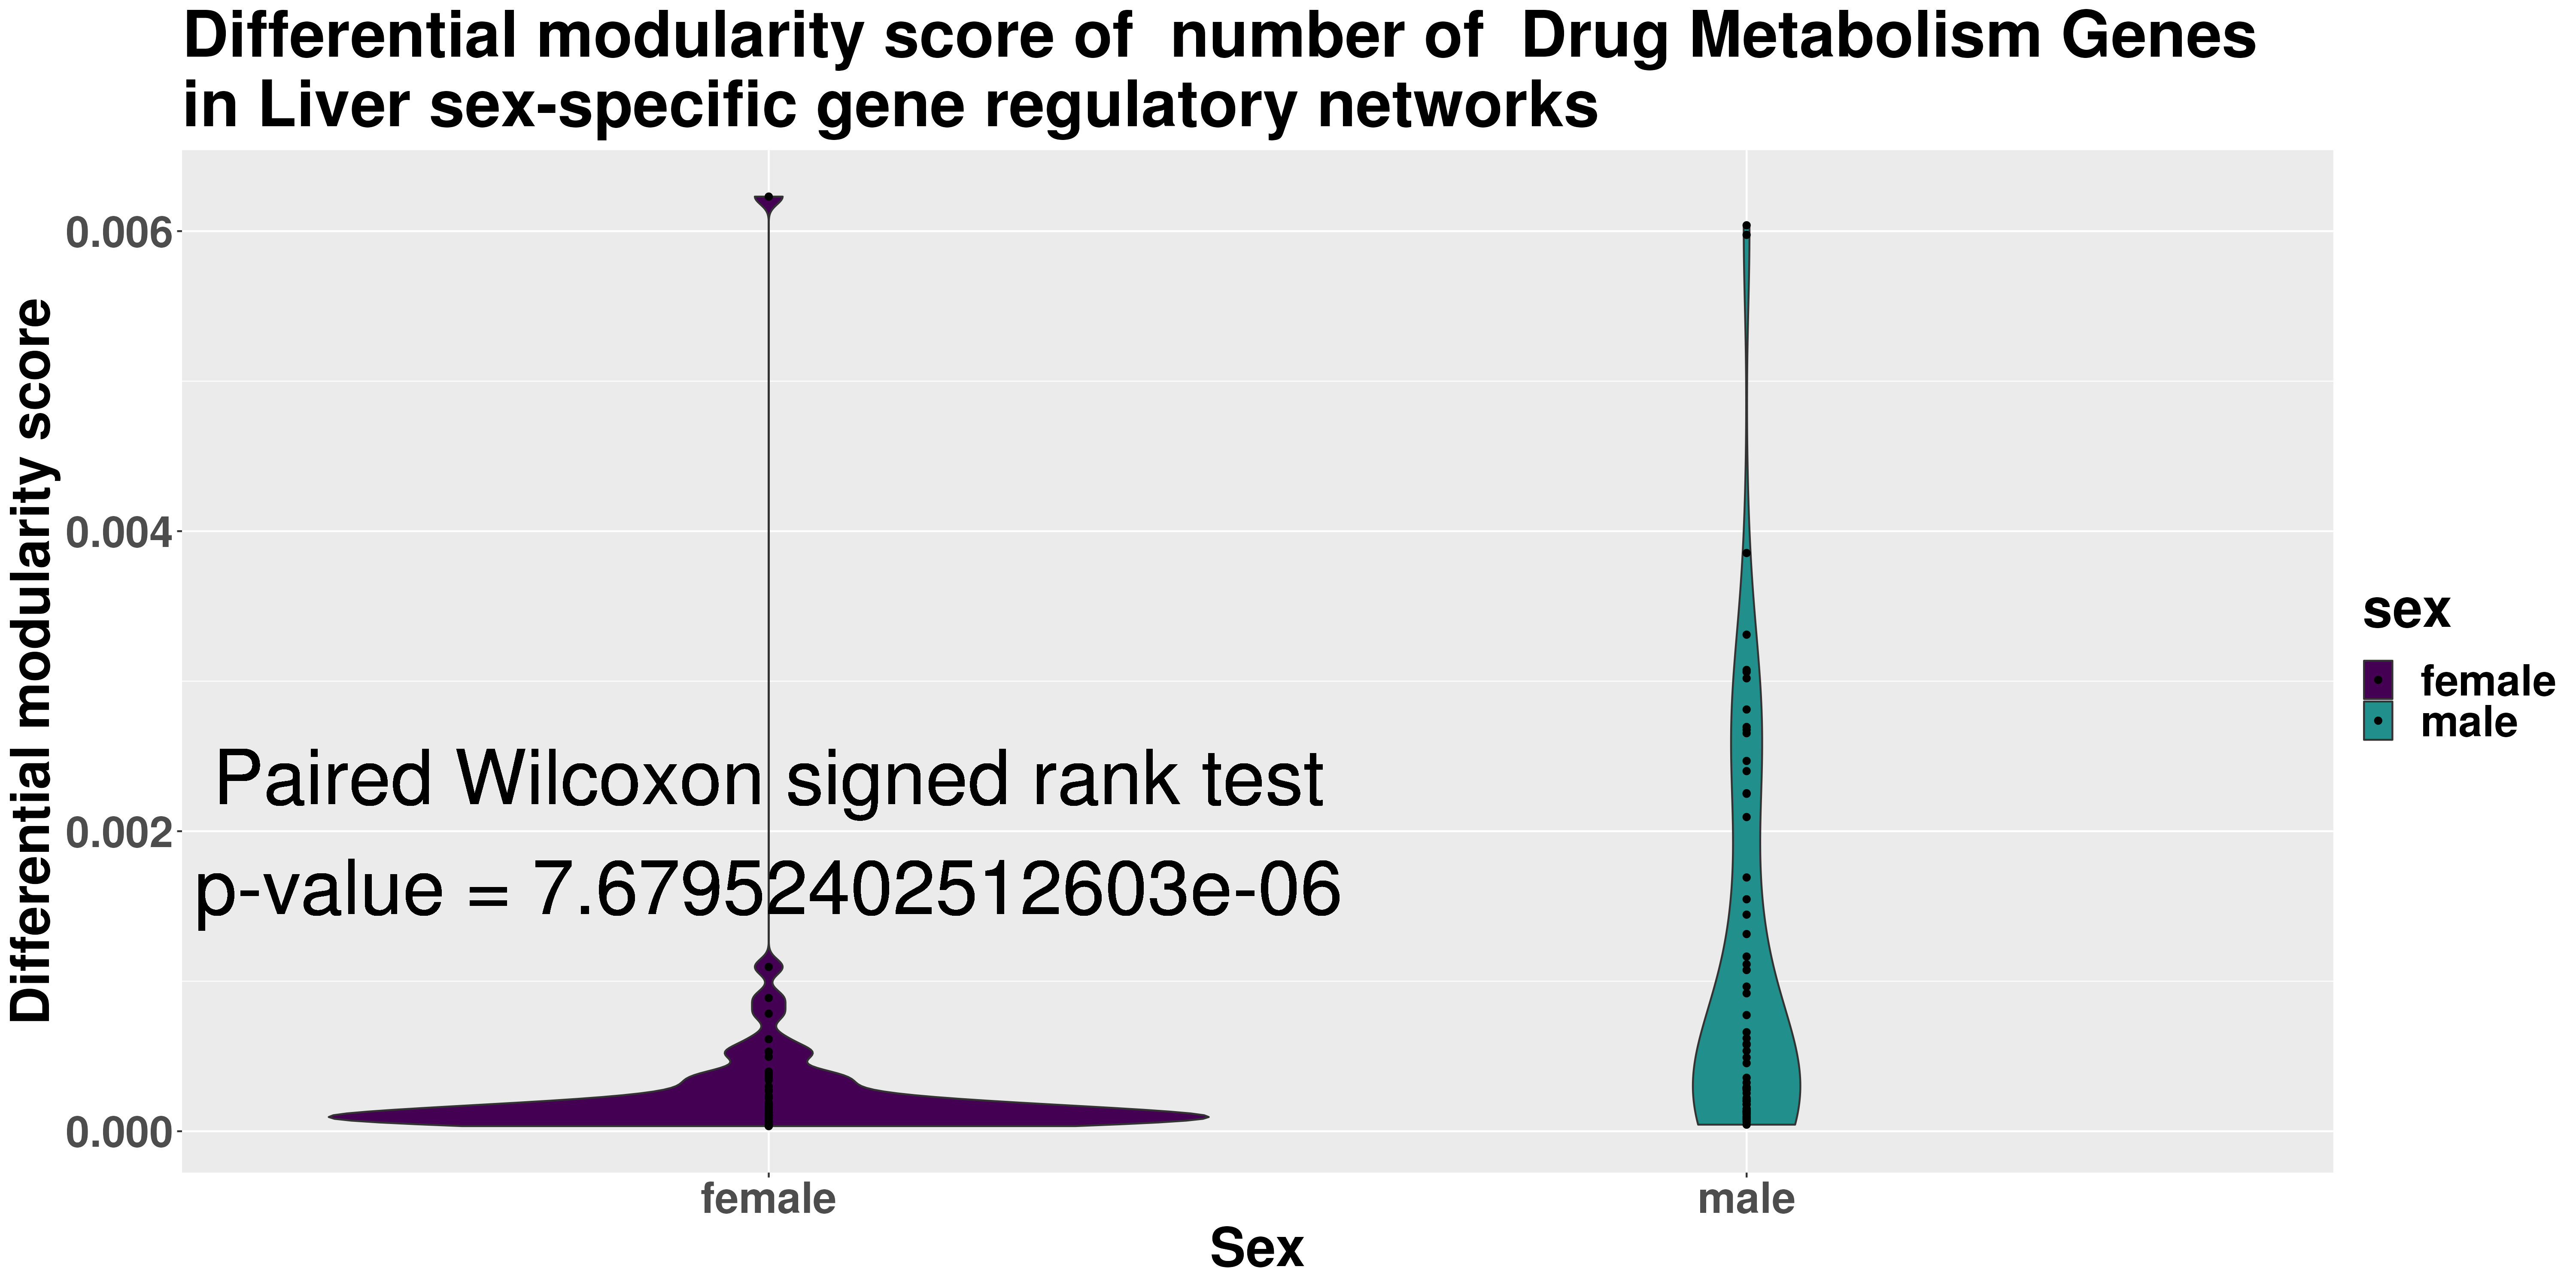 Differential modularity score of  number of  Drug Metabolism Genes
in Liver sex-specific gene regulatory networks
Differential modularity score
0.006
0.004
0.002
0.000
Paired Wilcoxon signed rank test
p-value = 7.67952402512603e-06
female
male
Sex
sex
female
male